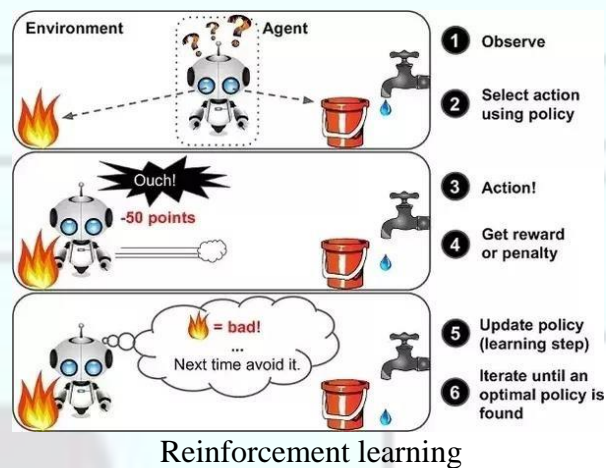 Environment
Agent
? ? ?
1 Observe
2 Select action
using policy
Ouch!
-50 points
3 Action!
4 Get reward
or penalty
= bad!
...
Next time avoid it.
5 Update policy
(learning step)
6 Iterate until an
optimal policy is
found
Reinforcement learning